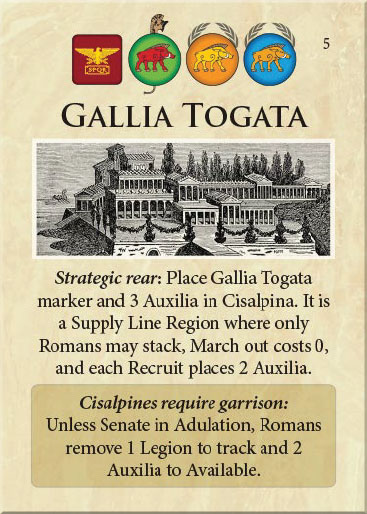 SPQR
5
GALLIA TOGATA
Strategic rear: Place Gallia Togata
marker and 3 Auxilia in Cisalpina. It is
a Supply Line Region where only
Romans may stack, March out costs 0,
and each Recruit places 2 Auxilia.
Cisalpines require garrison:
Unless Senate in Adulation, Romans
remove 1 Legion to track and 2
Auxilia to Available.